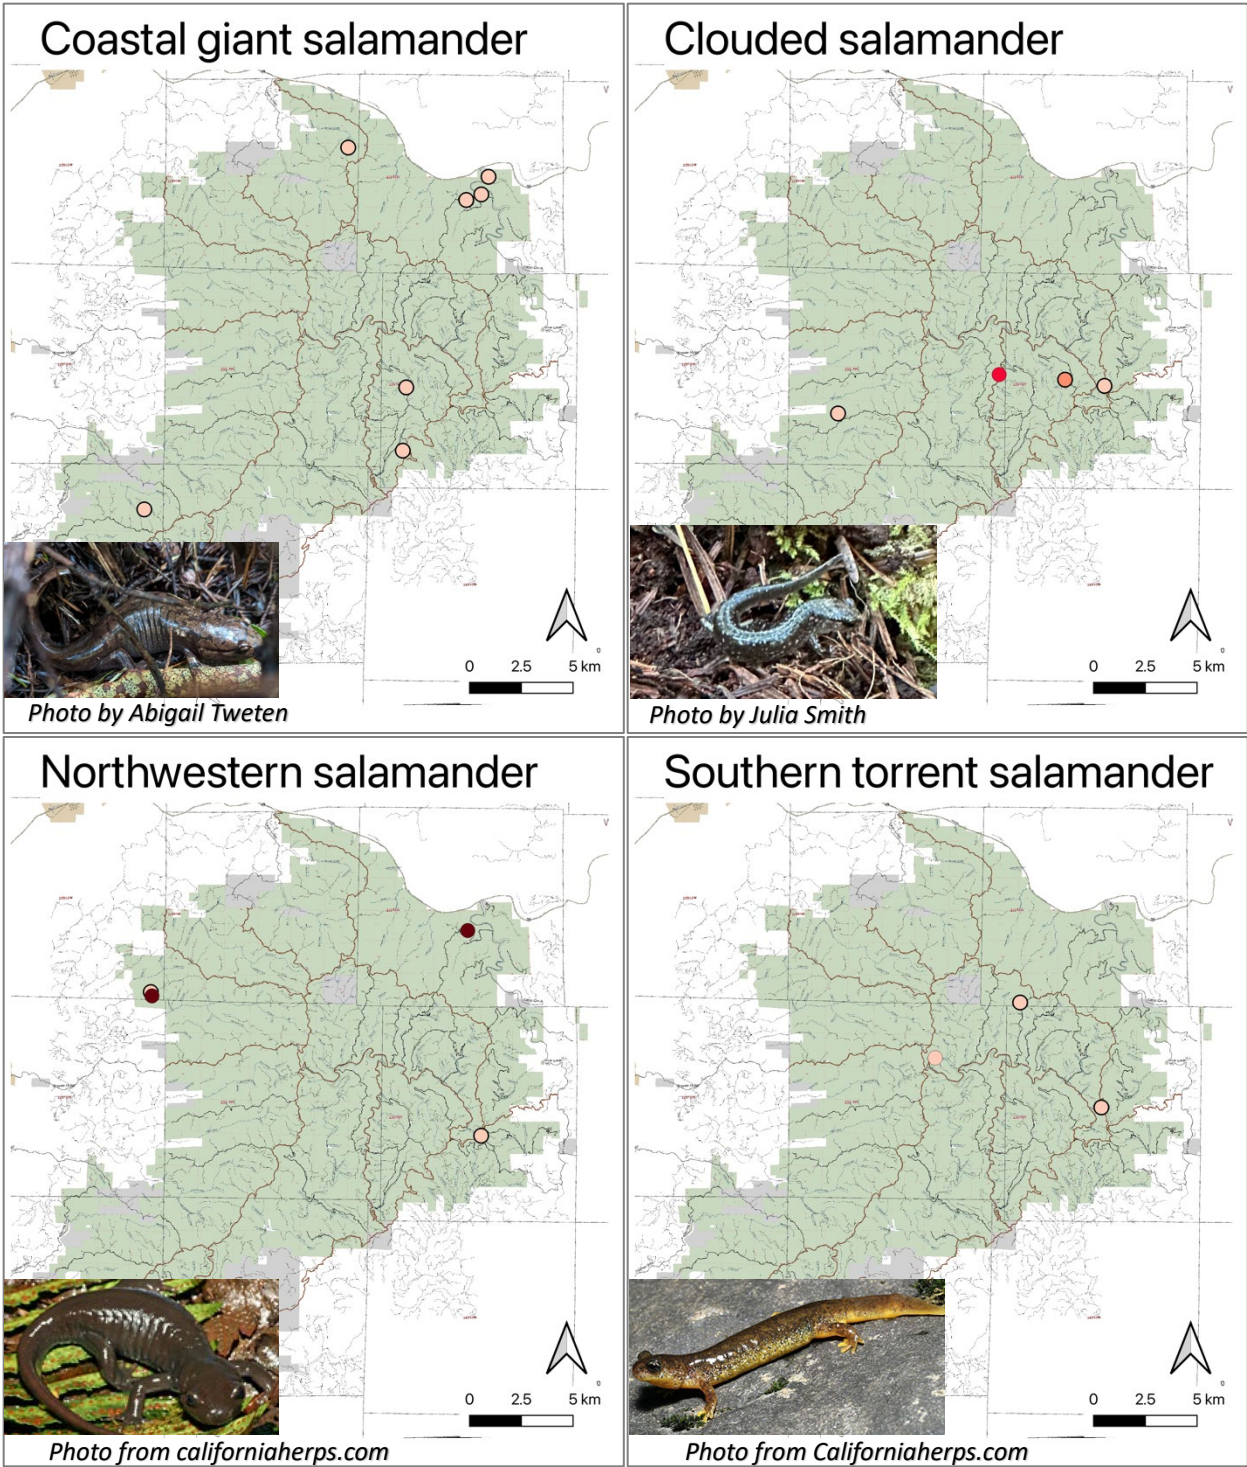 Coastal giant salamander
0 2.5 5 km
Photo by Abigail Tweten
Clouded salamander
0 2.5 5 km
Photo by Julia Smith
Northwestern salamander
0 2.5 5 km
Photo from californiaherps.com
Southern torrent salamander
0 2.5 5 km
Photo from Californiaherps.com